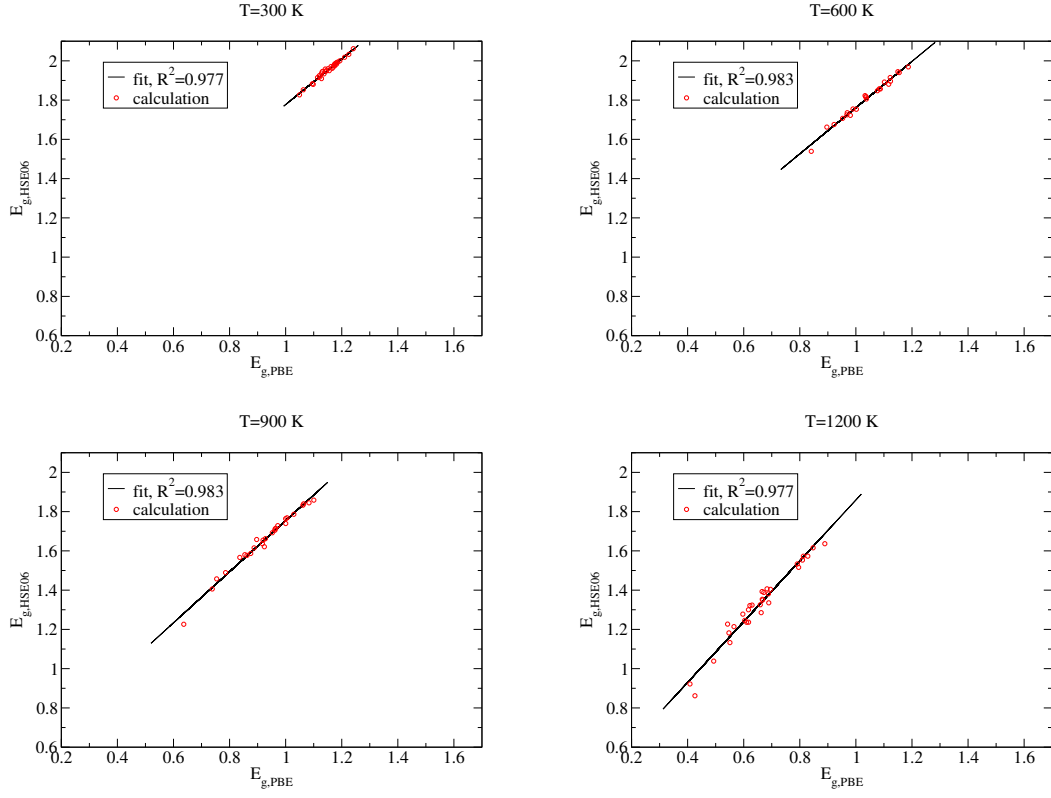 T=300 K
2
1.8
1.6
1.4
1.2
1
0.8
0.6
E_g,HSE06
fit, R²=0.977
calculation
0.2 0.4 0.6 0.8 1 1.2 1.4 1.6
E_g,PBE
T=600 K
2
1.8
1.6
1.4
1.2
1
0.8
0.6
E_g,HSE06
fit, R²=0.983
calculation
0.2 0.4 0.6 0.8 1 1.2 1.4 1.6
E_g,PBE
T=900 K
2
1.8
1.6
1.4
1.2
1
0.8
0.6
E_g,HSE06
fit, R²=0.983
calculation
0.2 0.4 0.6 0.8 1 1.2 1.4 1.6
E_g,PBE
T=1200 K
2
1.8
1.6
1.4
1.2
1
0.8
0.6
E_g,HSE06
fit, R²=0.977
calculation
0.2 0.4 0.6 0.8 1 1.2 1.4 1.6
E_g,PBE